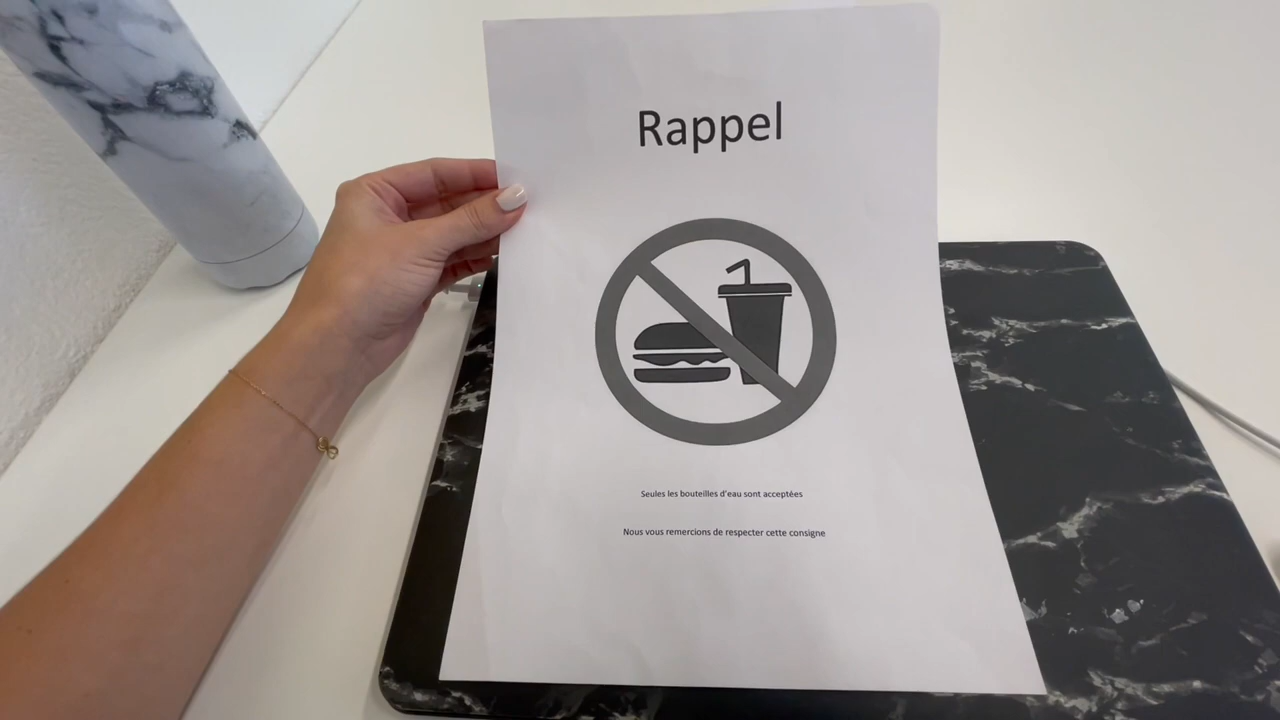 Rappel
Seules les bouteilles d'eau sont acceptées
Nous vous remercions de respecter cette consigne